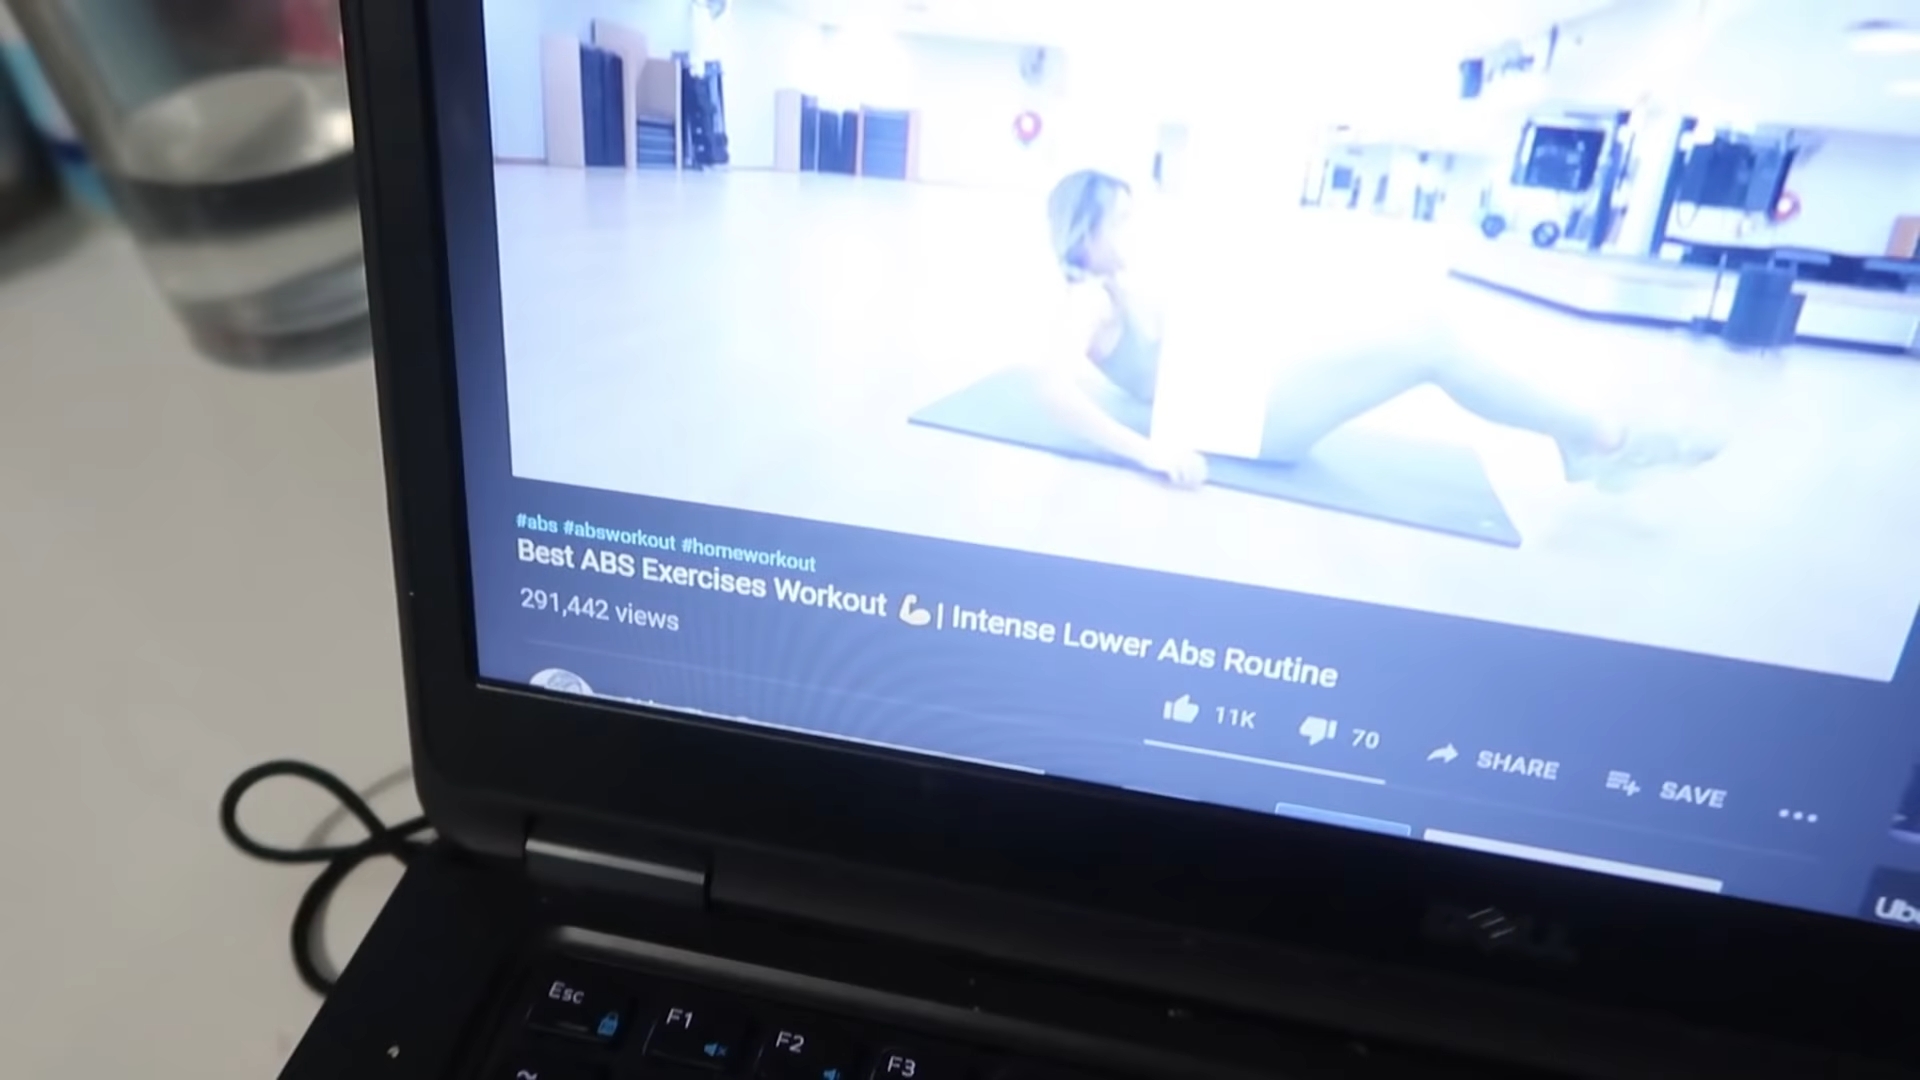 #abs #absworkout #homeworkout
Best ABS Exercises Workout 💪| Intense Lower Abs Routine
291,442 views
11K 70 SHARE SAVE
DELL
Esc F1 F2 F3